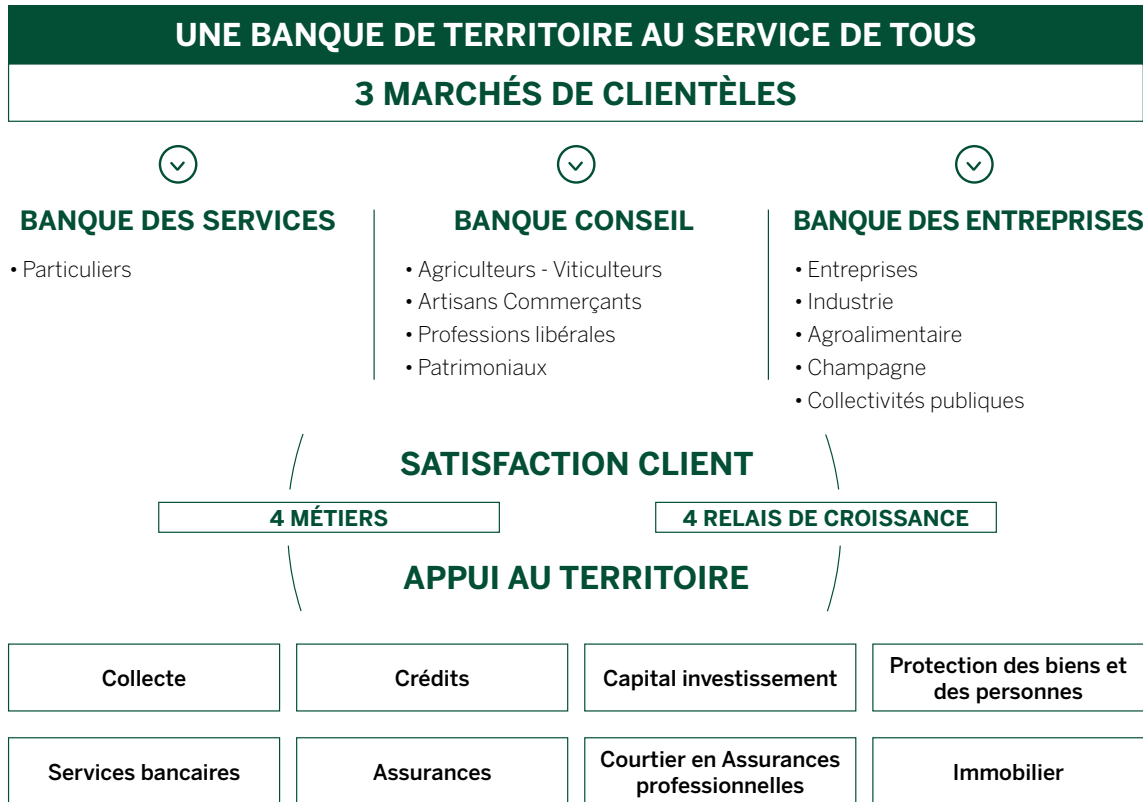 UNE BANQUE DE TERRITOIRE AU SERVICE DE TOUS
3 MARCHÉS DE CLIENTÈLES
BANQUE DES SERVICES
• Particuliers
BANQUE CONSEIL
• Agriculteurs - Viticulteurs
• Artisans Commerçants
• Professions libérales
• Patrimoniaux
BANQUE DES ENTREPRISES
• Entreprises
• Industrie
• Agroalimentaire
• Champagne
• Collectivités publiques
SATISFACTION CLIENT
4 MÉTIERS
4 RELAIS DE CROISSANCE
APPUI AU TERRITOIRE
Collecte
Crédits
Capital investissement
Protection des biens et
des personnes
Services bancaires
Assurances
Courtier en Assurances
professionnelles
Immobilier